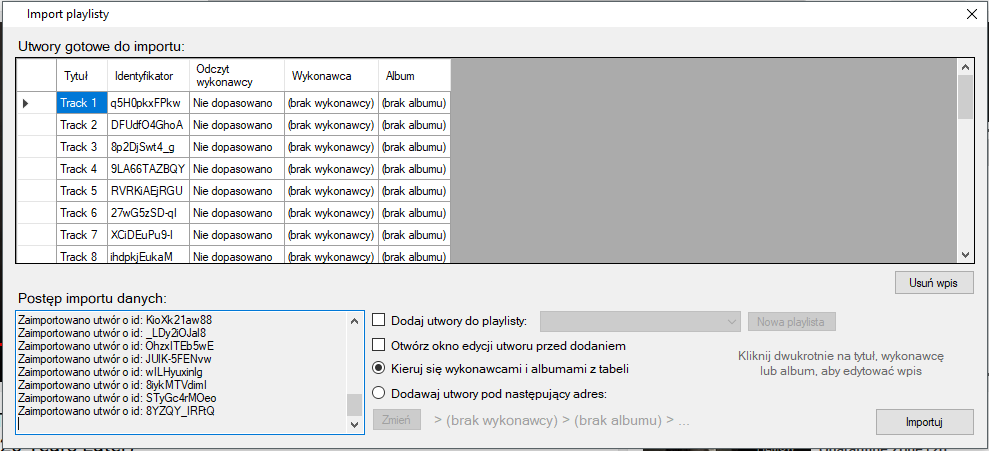 Import playlisty
Utwory gotowe do importu:
Tytuł Identyfikator Odczyt wykonawcy Wykonawca Album
Track 1 q5H0pkxFPkw Nie dopasowano (brak wykonawcy) (brak albumu)
Track 2 DFUdfO4GhoA Nie dopasowano (brak wykonawcy) (brak albumu)
Track 3 8p2DjSwt4_g Nie dopasowano (brak wykonawcy) (brak albumu)
Track 4 9LA66TAZBQY Nie dopasowano (brak wykonawcy) (brak albumu)
Track 5 RVRKiAEjRGU Nie dopasowano (brak wykonawcy) (brak albumu)
Track 6 27wG5zSD-qI Nie dopasowano (brak wykonawcy) (brak albumu)
Track 7 XCiDEuPu9-I Nie dopasowano (brak wykonawcy) (brak albumu)
Track 8 ihdpkjEukaM Nie dopasowano (brak wykonawcy) (brak albumu)
Usuń wpis
Postęp importu danych:
Zaimportowano utwór o id: KioXk21aw88
Zaimportowano utwór o id: _LDy2iOJal8
Zaimportowano utwór o id: OhzxITEb5wE
Zaimportowano utwór o id: JUIK-5FENvw
Zaimportowano utwór o id: wILHyuxinlg
Zaimportowano utwór o id: 8iykMTVdimI
Zaimportowano utwór o id: STyGc4rMOeo
Zaimportowano utwór o id: 8YZQY_IRFtQ
Dodaj utwory do playlisty:
Nowa playlista
Otwórz okno edycji utworu przed dodaniem
Kieruj się wykonawcami i albumami z tabeli
Dodawaj utwory pod następujący adres:
Zmień > (brak wykonawcy) > (brak albumu) > ...
Kliknij dwukrotnie na tytuł, wykonawcę
lub album, aby edytować wpis
Importuj